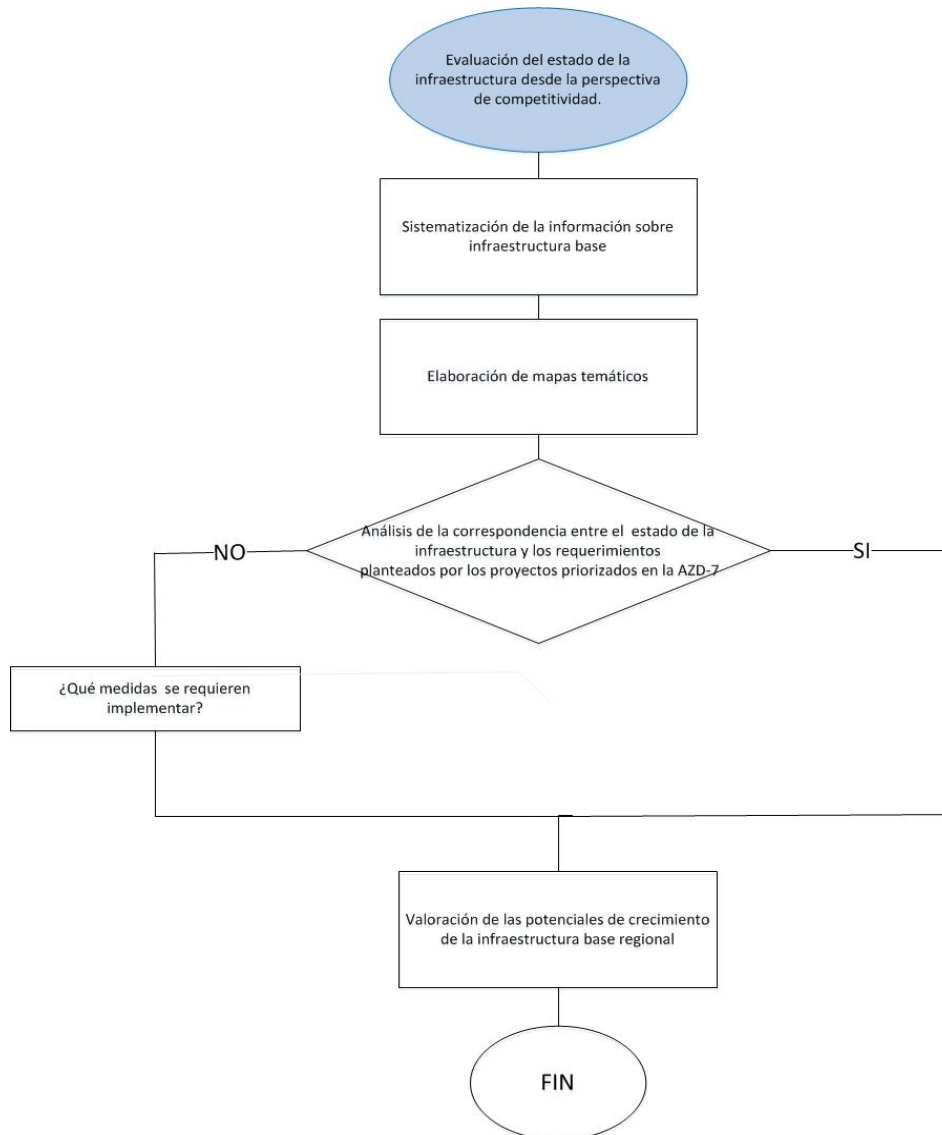 Evaluación del estado de la
infraestructura desde la perspectiva
de competitividad.
Sistematización de la información sobre
infraestructura base
Elaboración de mapas temáticos
Análisis de la correspondencia entre el estado de la
infraestructura y los requerimientos
planteados por los proyectos priorizados en la AZD-7
NO
SI
¿Qué medidas se requieren
implementar?
Valoración de las potenciales de crecimiento
de la infraestructura base regional
FIN